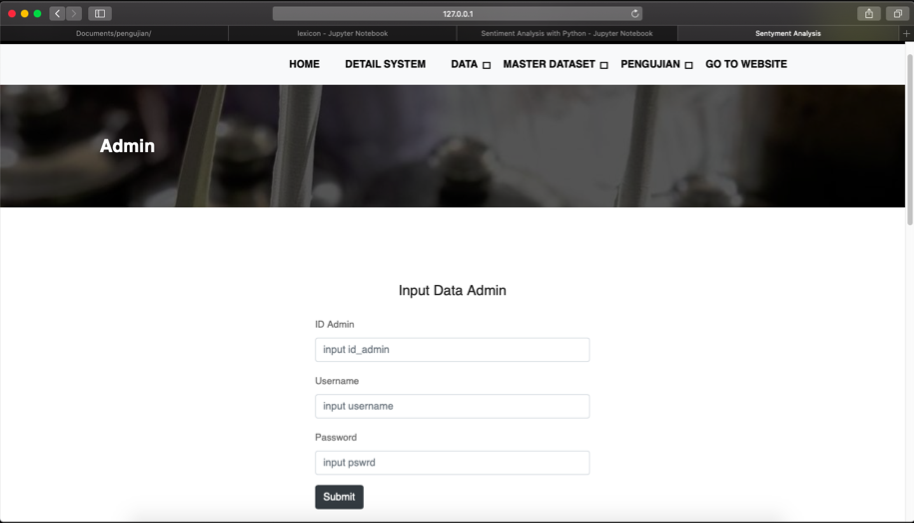 127.0.0.1
Documents/pengujian/
lexicon - Jupyter Notebook
Sentiment Analysis with Python - Jupyter Notebook
Sentyment Analysis
HOME DETAIL SYSTEM DATA MASTER DATASET PENGUJIAN GO TO WEBSITE
Admin
Input Data Admin
ID Admin
input id_admin
Username
input username
Password
input pswrd
Submit